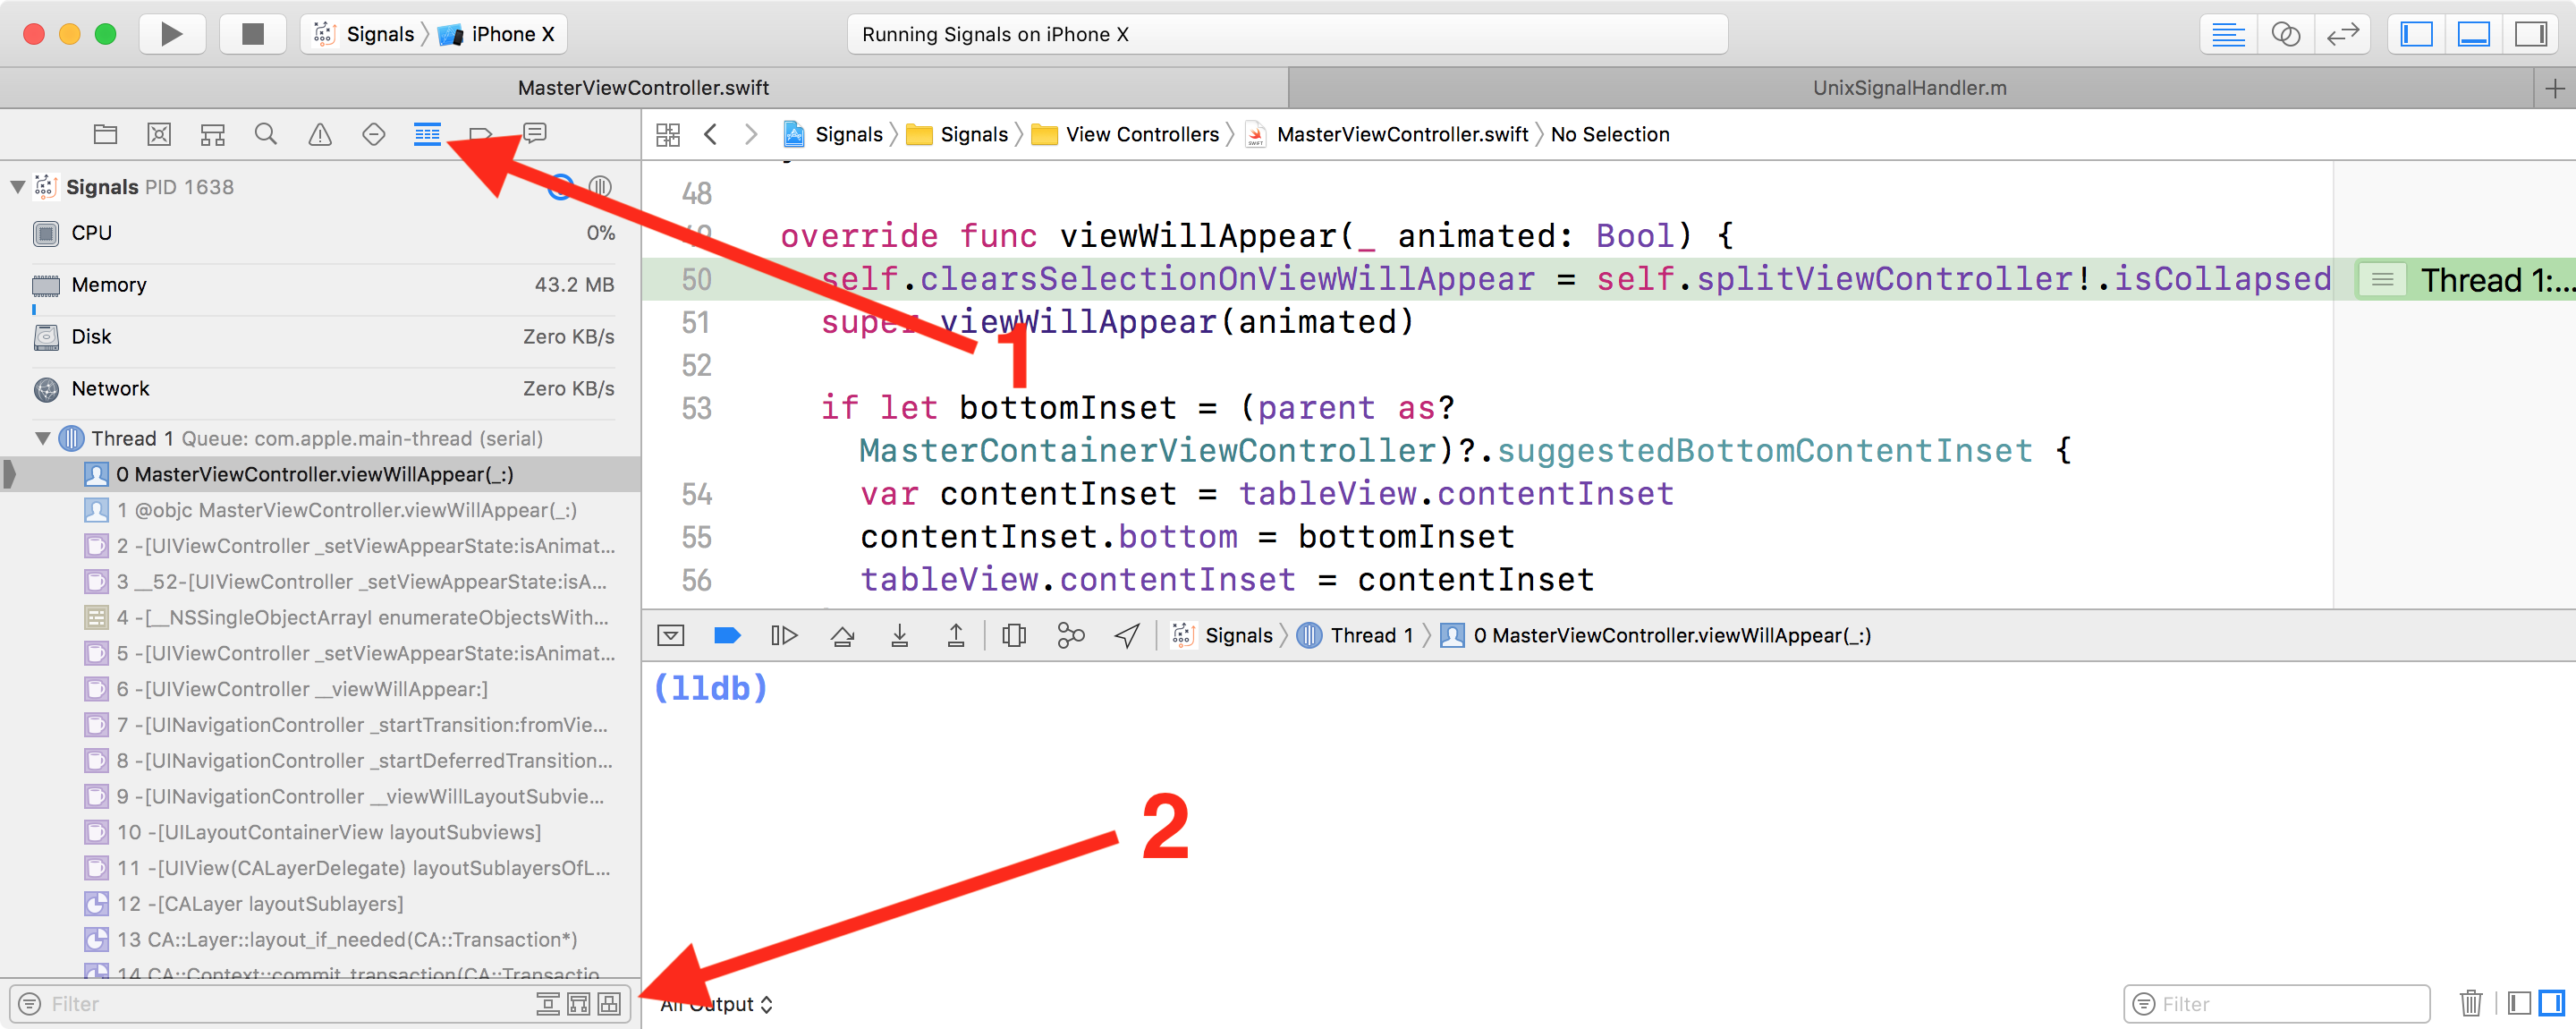 Signals 〉 iPhone X
Running Signals on iPhone X
MasterViewController.swift
UnixSignalHandler.m
Signals 〉 Signals 〉 View Controllers 〉 MasterViewController.swift 〉 No Selection
Signals PID 1638
CPU 0%
Memory 43.2 MB
Disk Zero KB/s
Network Zero KB/s
Thread 1 Queue: com.apple.main-thread (serial)
0 MasterViewController.viewWillAppear(_:)
1 @objc MasterViewController.viewWillAppear(_:)
2 -[UIViewController _setViewAppearState:isAnimat...
3 __52-[UIViewController _setViewAppearState:isA...
4 -[__NSSingleObjectArrayI enumerateObjectsWith...
5 -[UIViewController _setViewAppearState:isAnimat...
6 -[UIViewController __viewWillAppear:]
7 -[UINavigationController _startTransition:fromVie...
8 -[UINavigationController _startDeferredTransition...
9 -[UINavigationController __viewWillLayoutSubvie...
10 -[UILayoutContainerView layoutSubviews]
11 -[UIView(CALayerDelegate) layoutSublayersOfL...
12 -[CALayer layoutSublayers]
13 CA::Layer::layout_if_needed(CA::Transaction*)
14 CA::Context::commit_transaction(CA::Transactio
Filter
48
49 override func viewWillAppear(_ animated: Bool) {
50 self.clearsSelectionOnViewWillAppear = self.splitViewController!.isCollapsed
Thread 1:...
51 super.viewWillAppear(animated)
1
52
53 if let bottomInset = (parent as?
MasterContainerViewController)?.suggestedBottomContentInset {
54 var contentInset = tableView.contentInset
55 contentInset.bottom = bottomInset
56 tableView.contentInset = contentInset
Signals 〉 Thread 1 〉 0 MasterViewController.viewWillAppear(_:)
(lldb)
2
All Output
Filter